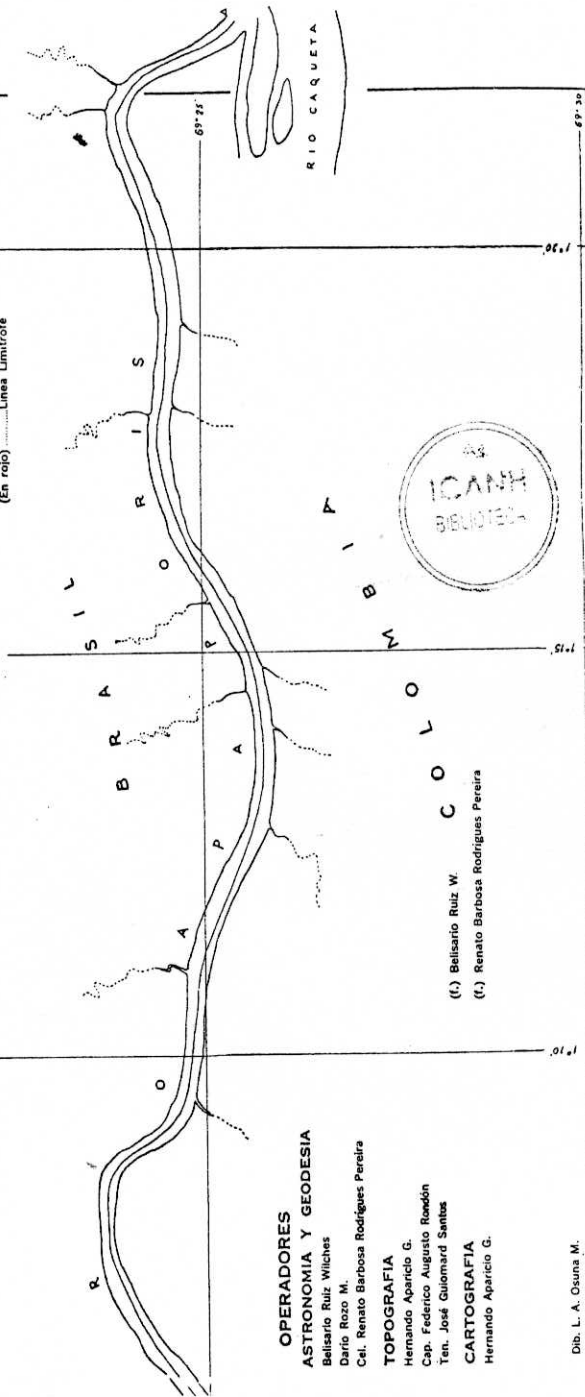 (En rojo) ........ Línea Limítrofe
RIO CAQUETA
69° 25'
69° 30'
1° 20'
1° 15'
1° 10'
BRASIL
RIO APAPORIS
COLOMBIA
ICANH
BIBLIOTECA
(f.) Belisario Ruiz W.
(f.) Renato Barbosa Rodrigues Pereira
OPERADORES
ASTRONOMIA Y GEODESIA
Belisario Ruiz Wilches
Darío Rozo M.
Cel. Renato Barbosa Rodrigues Pereira
TOPOGRAFIA
Hernando Aparicio G.
Cap. Federico Augusto Rondón
Ten. José Guiomard Santos
CARTOGRAFIA
Hernando Aparicio G.
Dib. L. A. Osuna M.